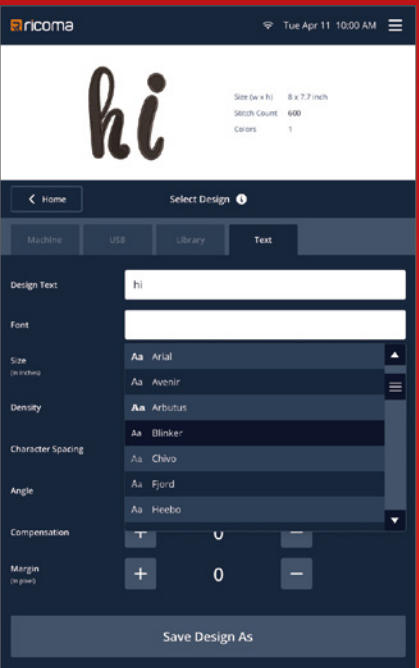 ricoma Tue Apr 11 10:00 AM
hi
Size (w x h) 8 x 7.7 inch
Stitch Count 600
Colors 1
Home Select Design
Machine USB Library Text
Design Text hi
Font
Size
(in inches)
Aa Arial
Aa Avenir
Density
Aa Arbutus
Aa Blinker
Character Spacing
Aa Chivo
Angle
Aa Fjord
Aa Heebo
Compensation + 0 -
Margin
(in pixel)
+ 0 -
Save Design As